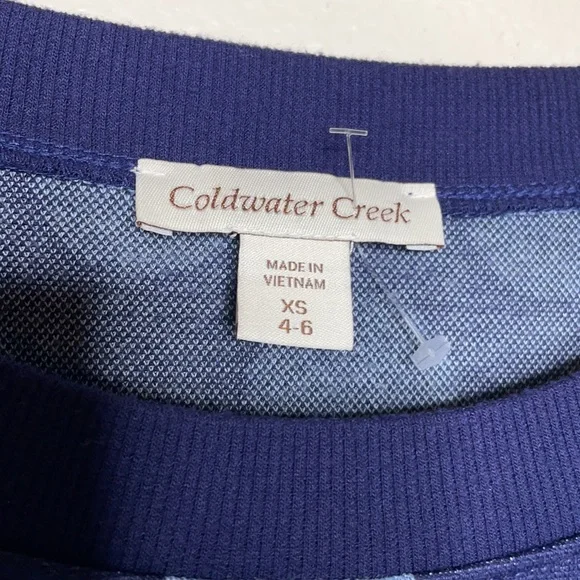 Coldwater Creek
MADE IN
VIETNAM
XS
4-6